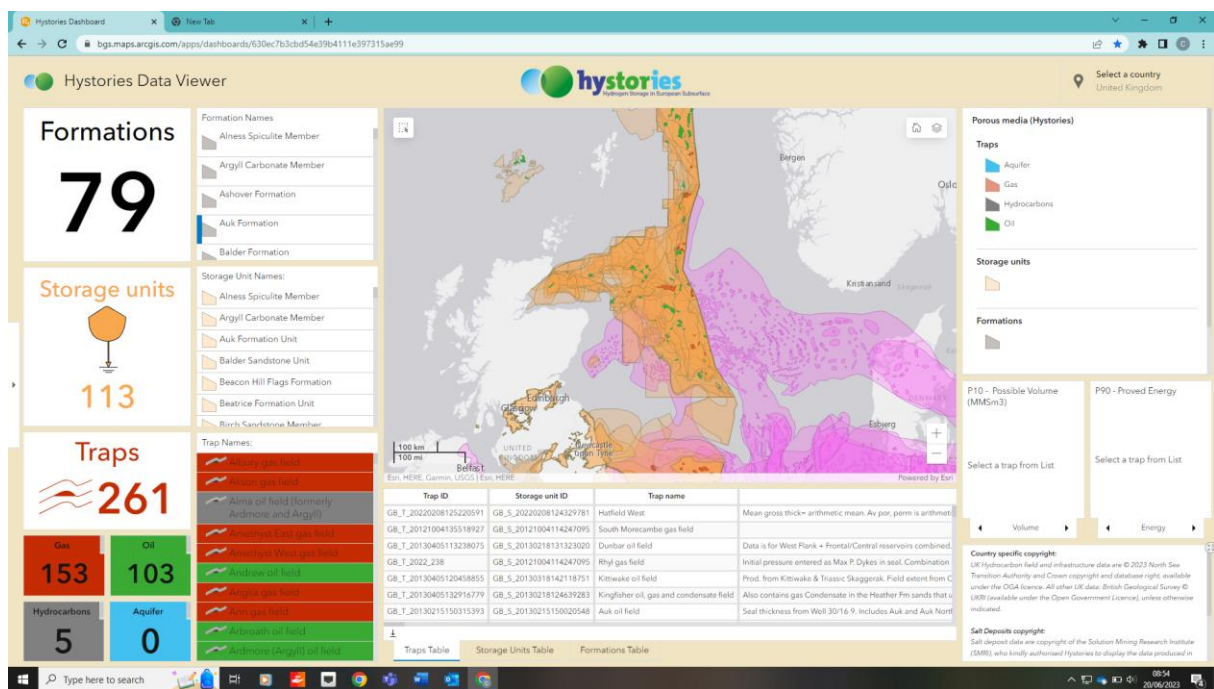 Hystories Dashboard
New Tab
bgs.maps.arcgis.com/apps/dashboards/630ec7b3cbd54e39b4111e397315ae99
Hystories Data Viewer
hystories
Hydrogen Storage in European Subsurface
Select a country
United Kingdom
Formations
79
Formation Names
Alness Spiculite Member
Argyll Carbonate Member
Ashover Formation
Auk Formation
Balder Formation
Storage units
113
Storage Unit Names:
Alness Spiculite Member
Argyll Carbonate Member
Auk Formation Unit
Balder Sandstone Unit
Beacon Hill Flags Formation
Beatrice Formation Unit
Birch Sandstone Member
Traps
261
Gas
153
Oil
103
Hydrocarbons
5
Aquifer
0
Trap Names:
Albury gas field
Alison gas field
Alma oil field (formerly
Ardmore and Argyll)
Amethyst East gas field
Amethyst West gas field
Andrew oil field
Anglia gas field
Ann gas field
Arbroath oil field
Ardmore (Argyll) oil field
Bergen
Oslo
Kristiansand
Skagerrak
DENMARK
Esbjerg
Edinburgh
Glasgow
UNITED
Newcastle
upon Tyne
Belfast
100 km
100 mi
Esri, HERE, Garmin, USGS | Esri, HERE
Powered by Esri
Trap ID Storage unit ID Trap name
GB_T_20220208125220591 GB_S_20220208124329781 Hatfield West Mean gross thick= arithmetic mean. Av por, perm is arithmeti
GB_T_20121004135518927 GB_S_20121004114247095 South Morecambe gas field
GB_T_20130405113238075 GB_S_20130218131323020 Dunbar oil field Data is for West Flank + Frontal/Central reservoirs combined.
GB_T_2022_238 GB_S_20121004114247095 Rhyl gas field Initial pressure entered as Max P. Dykes in seal. Combination
GB_T_20130405120458855 GB_S_20130318142118751 Kittiwake oil field Prod. from Kittiwake & Triassic Skaggerak. Field extent from C
GB_T_20130405132916779 GB_S_20121009124639283 Kingfisher oil, gas and condensate field Also contains gas Condensate in the Heather Fm sands that u
GB_T_20130215150315393 GB_S_20130215150020548 Auk oil field Seal thickness from Well 30/16 9. Includes Auk and Auk North
Traps Table Storage Units Table Formations Table
Porous media (Hystories)
Traps
Aquifer
Gas
Hydrocarbons
Oil
Storage units
Formations
P10 - Possible Volume
(MMSm3)
Select a trap from List
Volume
P90 - Proved Energy
Select a trap from List
Energy
Country specific copyright:
UK Hydrocarbon field and infrastructure data are © 2023 North Sea
Transition Authority and Crown copyright and database right, available
under the OGA licence. All other UK data: British Geological Survey ©
UKRI (available under the Open Government Licence), unless otherwise
indicated.
Salt Deposits copyright:
Salt deposit data are copyright of the Solution Mining Research Institute
(SMRI), who kindly authorised Hystories to display the data produced in
Type here to search
08:54
20/06/2023